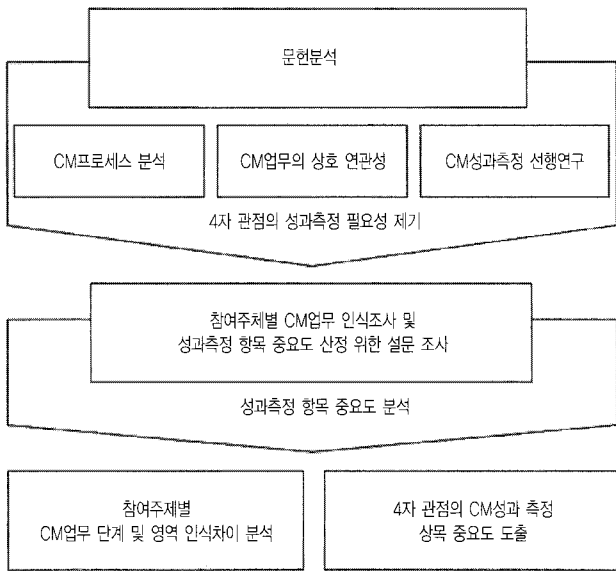 문헌분석
CM프로세스 분석
CM업무의 상호 연관성
CM성과측정 선행연구
4자 관점의 성과측정 필요성 제기
참여주체별 CM업무 인식조사 및
성과측정 항목 중요도 산정 위한 설문 조사
성과측정 항목 중요도 분석
참여주제별
CM업무 단계 및 영역 인식차이 분석
4자 관점의 CM성과 측정
상목 중요도 도출